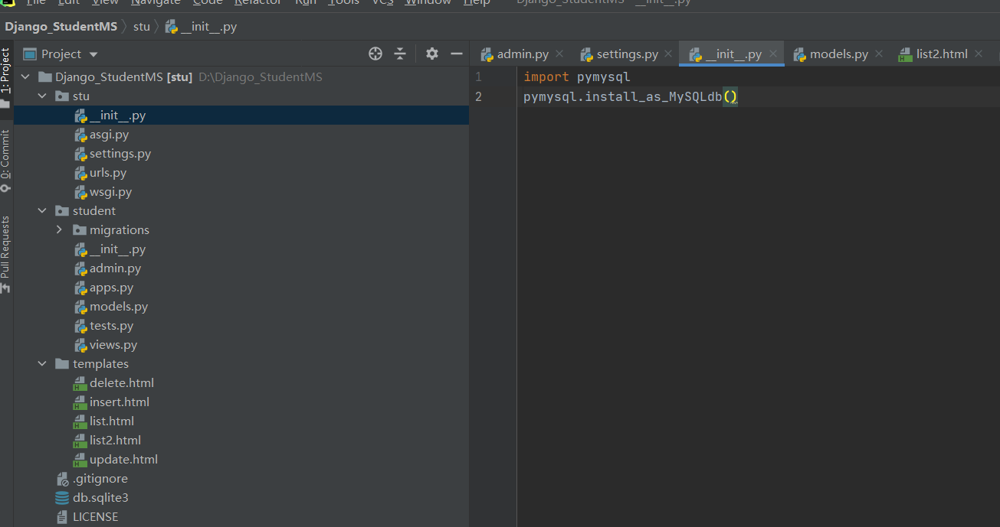 File Edit View Navigate Code Refactor Run Tools VCS Window Help Django_StudentMS - __init__.py
Django_StudentMS stu __init__.py
1: Project
0: Commit
Pull Requests
Project
Django_StudentMS [stu] D:\Django_StudentMS
stu
__init__.py
asgi.py
settings.py
urls.py
wsgi.py
student
migrations
__init__.py
admin.py
apps.py
models.py
tests.py
views.py
templates
delete.html
insert.html
list.html
list2.html
update.html
.gitignore
db.sqlite3
LICENSE
admin.py settings.py __init__.py models.py list2.html
1 import pymysql
2 pymysql.install_as_MySQLdb()